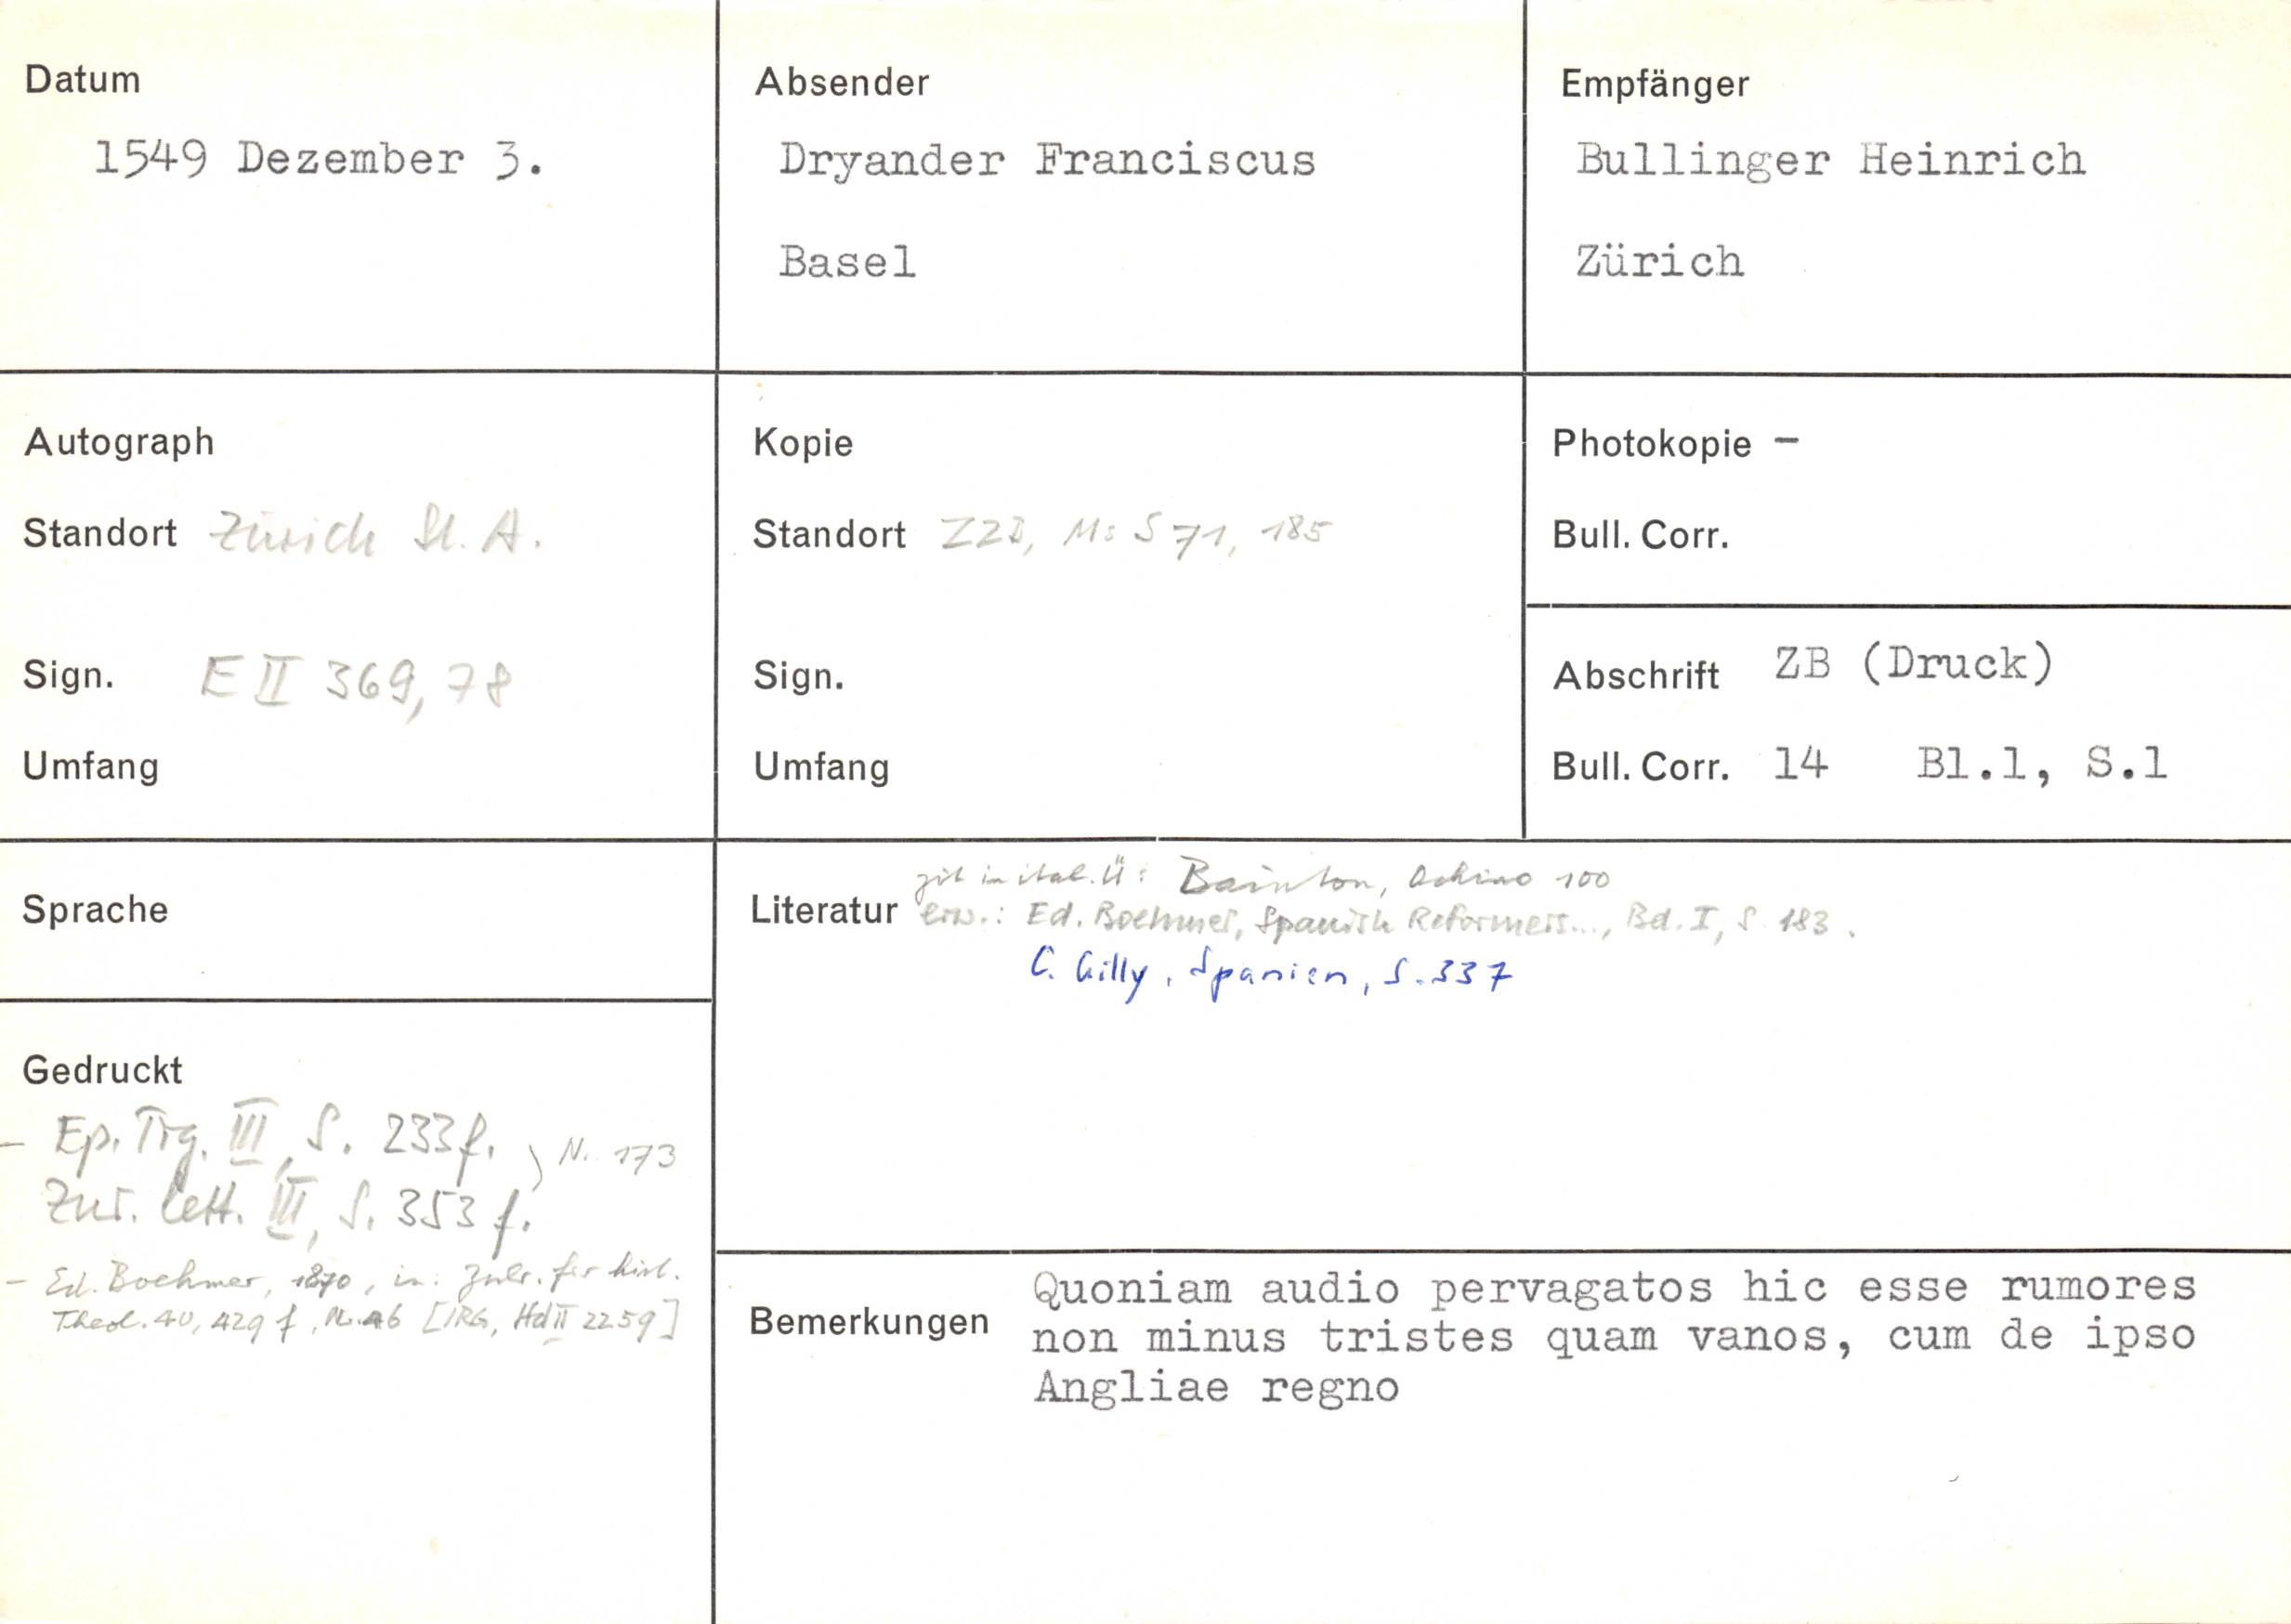 Datum
1549 Dezember 3.
Absender
Dryander Franciscus
Basel
Empfänger
Bullinger Heinrich
Zürich
Autograph
Standort Zürich St. A.
Sign. E II 369, 78
Umfang
Kopie
Standort ZZB, Ms S 71, 185
Sign.
Umfang
Photokopie –
Bull. Corr.
Abschrift ZB (Druck)
Bull. Corr. 14 Bl.1, S.1
Sprache
Gedruckt
– Ep. Tig. III, S. 233f. } N. 173
Zur. Lett. III, S. 353 f.
– Ed. Boehmer, 1870, in: für hist.
Theol. 40, 429 f, [IRG, Hd II 2259]
Literatur zit in ital. Ü: Bainton, Ochino 100
erw.: Ed. Boehmer, Spanish Reformers..., Bd. I, S. 183.
C. Gilly, Spanien, S. 337
Bemerkungen Quoniam audio pervagatos hic esse rumores
non minus tristes quam vanos, cum de ipso
Angliae regno